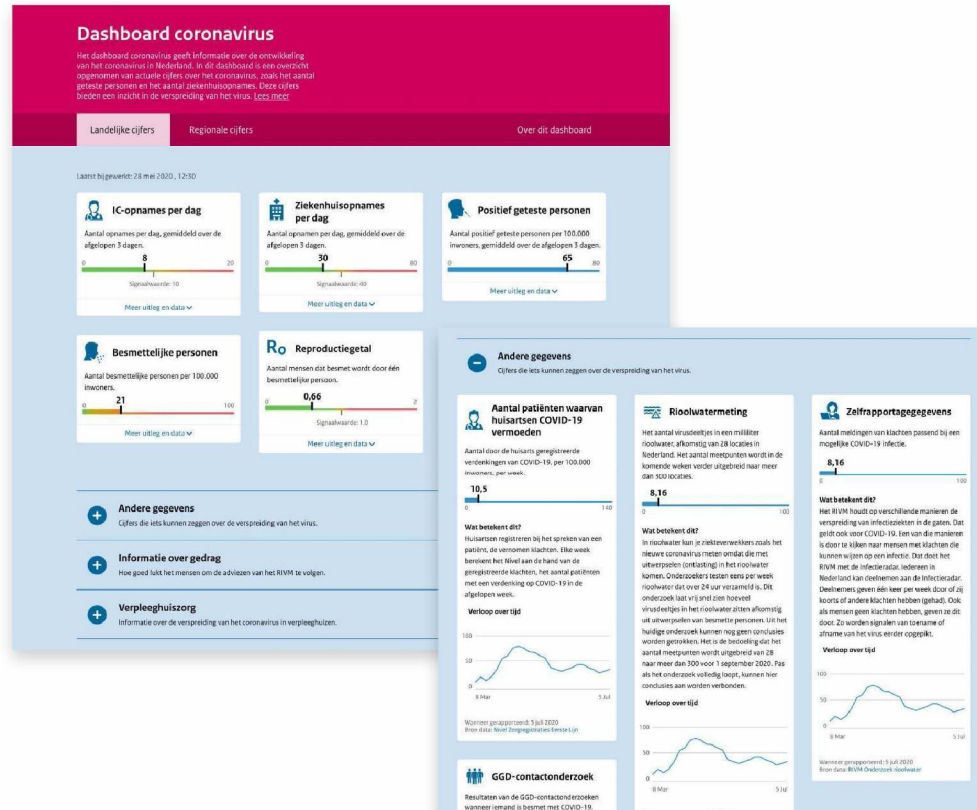 Dashboard coronavirus
Het dashboard coronavirus geeft informatie over de ontwikkeling
van het coronavirus in Nederland. In dit dashboard is een overzicht
opgenomen van actuele cijfers over het coronavirus, zoals het aantal
geteste personen en het aantal ziekenhuisopnames. Deze cijfers
bieden een inzicht in de verspreiding van het virus. Lees meer
Landelijke cijfers
Regionale cijfers
Over dit dashboard
Laatst bijgewerkt: 28 mei 2020, 12:30
IC-opnames per dag
Aantal opnames per dag, gemiddeld over de
afgelopen 3 dagen.
8
0
20
Signaalwaarde: 10
Meer uitleg en data
Ziekenhuisopnames
per dag
Aantal opnamen per dag, gemiddeld over de
afgelopen 3 dagen.
30
0
80
Signaalwaarde: 40
Meer uitleg en data
Positief geteste personen
Aantal positief geteste personen per 100.000
inwoners, gemiddeld over de afgelopen 3 dagen.
65
0
80
Meer uitleg en data
Besmettelijke personen
Aantal besmettelijke personen per 100.000
inwoners.
21
0
100
Meer uitleg en data
Ro Reproductiegetal
Aantal mensen dat besmet wordt door één
besmettelijke persoon.
0,66
0
2
Signaalwaarde: 1.0
Meer uitleg en data
Andere gegevens
Cijfers die iets kunnen zeggen over de verspreiding van het virus.
Informatie over gedrag
Hoe goed lukt het mensen om de adviezen van het RIVM te volgen.
Verpleeghuiszorg
Informatie over de verspreiding van het coronavirus in verpleeghuizen.
Andere gegevens
Cijfers die iets kunnen zeggen over de verspreiding van het virus.
Aantal patiënten waarvan
huisartsen COVID-19
vermoeden
Aantal door de huisarts geregistreerde
verdenkingen van COVID-19, per 100.000
inwoners, per week.
10,5
0
140
Wat betekent dit?
Huisartsen registreren bij het spreken van een
patiënt, de vernomen klachten. Elke week
berekent het Nivel aan de hand van de
geregistreerde klachten, het aantal patiënten
met een verdenking op COVID-19 in de
afgelopen week.
Verloop over tijd
100
50
0
8 Mar
5 Jul
Wanneer gerapporteerd: 5 juli 2020
Bron data: Nivel Zorgregistraties Eerste Lijn
GGD-contactonderzoek
Resultaten van de GGD-contactonderzoeken
wanneer iemand is besmet met COVID-19.
Rioolwatermeting
Het aantal virusdeeltjes in een milliliter
rioolwater, afkomstig van 28 locaties in
Nederland. Het aantal meetpunten wordt in de
komende weken verder uitgebreid naar meer
dan 300 locaties.
8,16
0
100
Wat betekent dit?
In rioolwater kun je ziekteverwekkers zoals het
nieuwe coronavirus meten omdat die met
uitwerpselen (ontlasting) in het rioolwater
komen. Onderzoekers testen eens per week
rioolwater dat over 24 uur verzameld is. Dit
onderzoek laat vrij snel zien hoeveel
virusdeeltjes in het rioolwater zitten afkomstig
uit uitwerpselen van besmette personen. Uit het
huidige onderzoek kunnen nog geen conclusies
worden getrokken. Het is de bedoeling dat het
aantal meetpunten wordt uitgebreid van 28
naar meer dan 300 voor 1 september 2020. Pas
als het onderzoek volledig loopt, kunnen hier
conclusies aan worden verbonden.
Verloop over tijd
100
50
0
8 Mar
5 Jul
Zelfrapportagegegevens
Aantal meldingen van klachten passend bij een
mogelijke COVID-19 infectie.
8,16
0
100
Wat betekent dit?
Het RIVM houdt op verschillende manieren de
verspreiding van infectieziekten in de gaten. Dat
geldt ook voor COVID-19. Een van die manieren
is door te kijken naar mensen met klachten die
kunnen wijzen op een infectie. Dat doet het
RIVM met de Infectieradar. Iedereen in
Nederland kan deelnemen aan de Infectieradar.
Deelnemers geven één keer per week door of zij
koorts of andere klachten hebben (gehad). Ook
als mensen geen klachten hebben, geven ze dit
door. Zo worden signalen van toename of
afname van het virus eerder opgepikt.
Verloop over tijd
100
50
0
8 Mar
5 Jul
Wanneer gerapporteerd: 5 juli 2020
Bron data: RIVM Onderzoek rioolwater